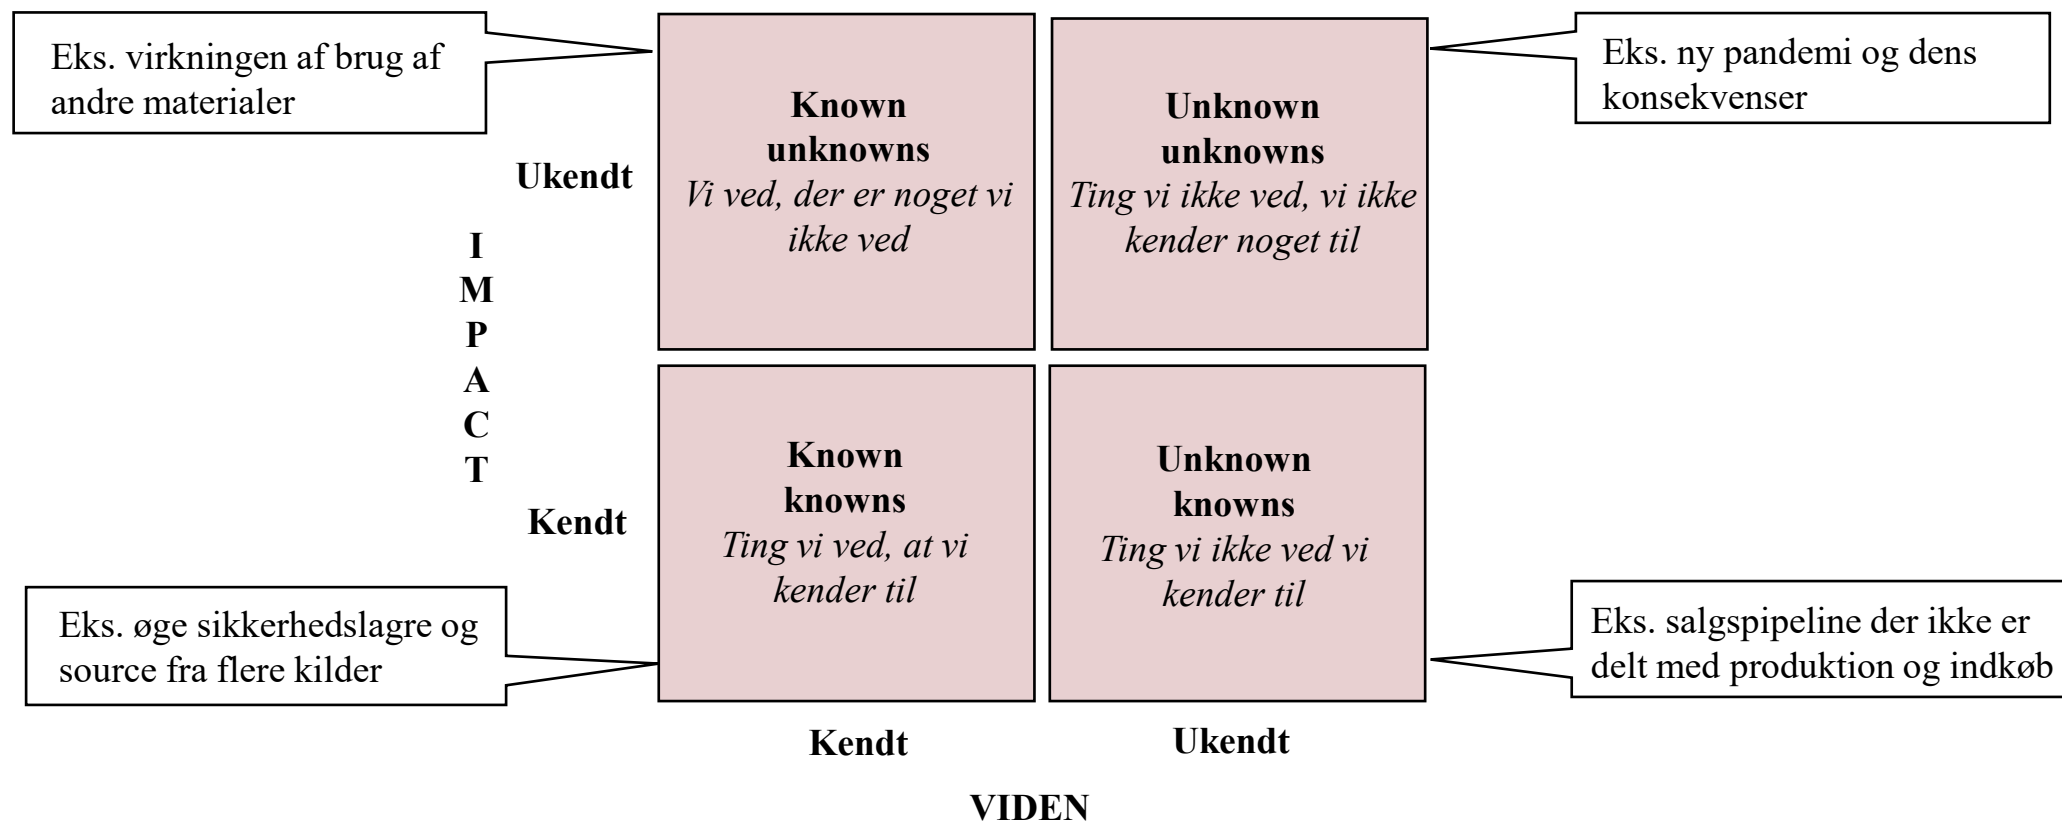 Eks. virkningen af brug af
andre materialer
Known
unknowns
Vi ved, der er noget vi
ikke ved
Unknown
unknowns
Ting vi ikke ved, vi ikke
kender noget til
Eks. ny pandemi og dens
konsekvenser
Ukendt
I
M
P
A
C
T
Kendt
Known
knowns
Ting vi ved, at vi
kender til
Unknown
knowns
Ting vi ikke ved vi
kender til
Eks. øge sikkerhedslagre og
source fra flere kilder
Eks. salgspipeline der ikke er
delt med produktion og indkøb
Kendt
Ukendt
VIDEN